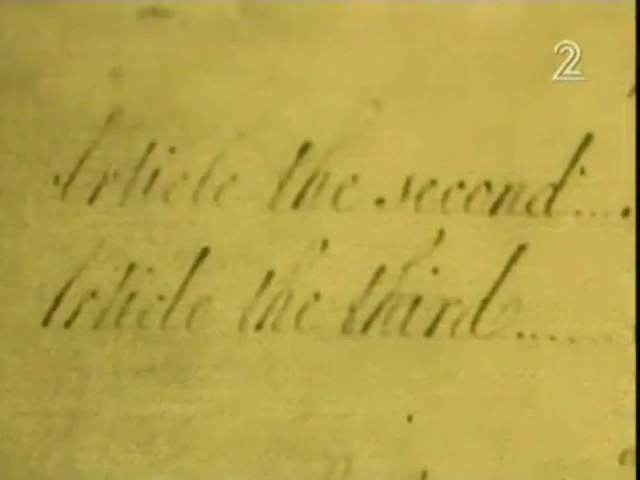 2
Article the second....
Article the third.....